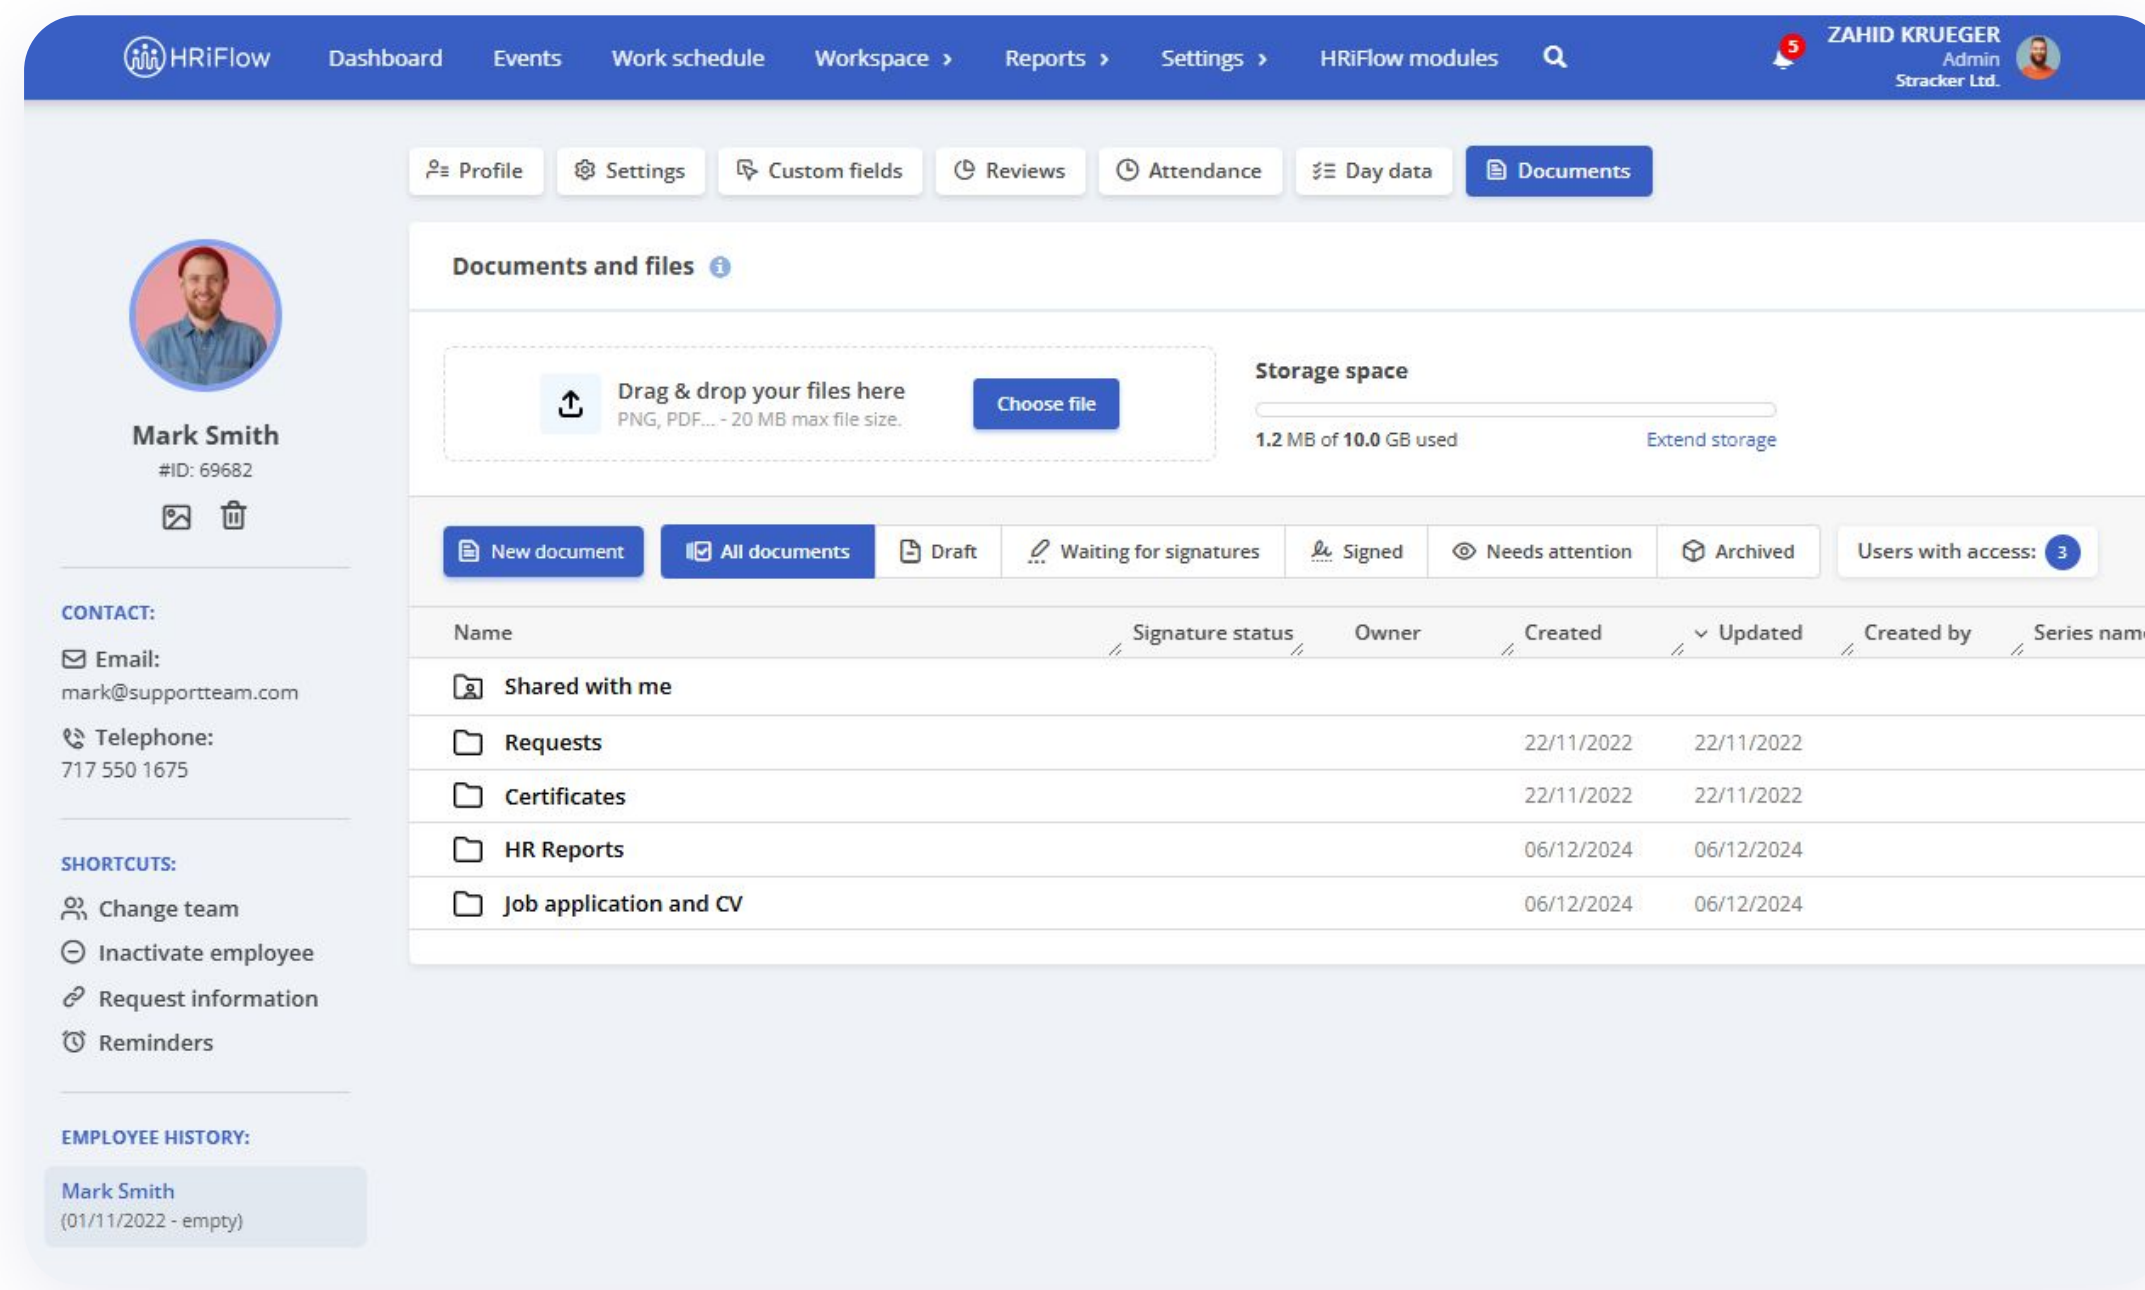 HRiFlow Dashboard Events Work schedule Workspace › Reports › Settings › HRiFlow modules 5 ZAHID KRUEGER
Admin
Stracker Ltd.
Profile Settings Custom fields Reviews Attendance Day data Documents
Mark Smith
#ID: 69682
CONTACT:
Email:
mark@supportteam.com
Telephone:
717 550 1675
SHORTCUTS:
Change team
Inactivate employee
Request information
Reminders
EMPLOYEE HISTORY:
Mark Smith
(01/11/2022 - empty)
Documents and files
Drag & drop your files here
PNG, PDF... - 20 MB max file size.
Choose file
Storage space
1.2 MB of 10.0 GB used Extend storage
New document All documents Draft Waiting for signatures Signed Needs attention Archived Users with access: 3
Name Signature status Owner Created Updated Created by Series nam
Shared with me
Requests 22/11/2022 22/11/2022
Certificates 22/11/2022 22/11/2022
HR Reports 06/12/2024 06/12/2024
Job application and CV 06/12/2024 06/12/2024